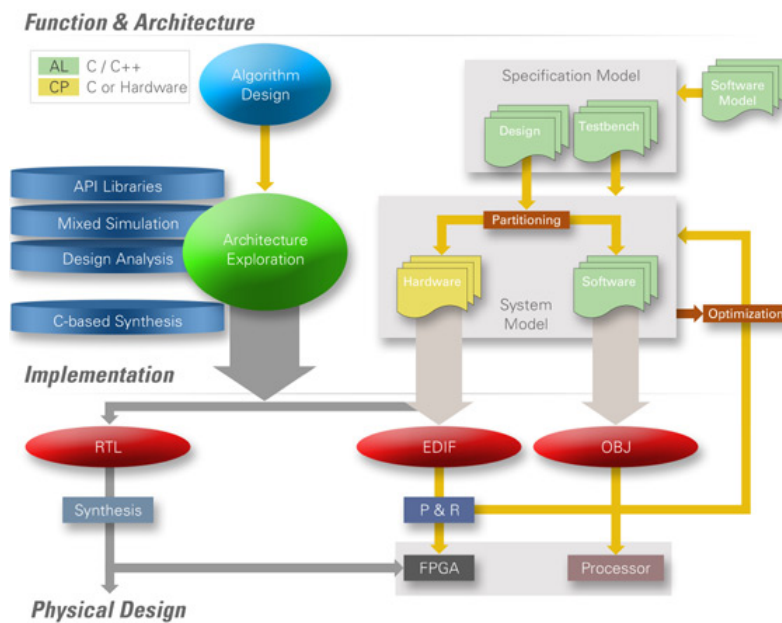 Function & Architecture
AL C / C++
CP C or Hardware
Algorithm
Design
Specification Model
Software
Model
Design
Testbench
API Libraries
Mixed Simulation
Design Analysis
C-based Synthesis
Architecture
Exploration
Partitioning
Hardware
Software
System
Model
Optimization
Implementation
RTL
EDIF
OBJ
Synthesis
P & R
FPGA
Processor
Physical Design